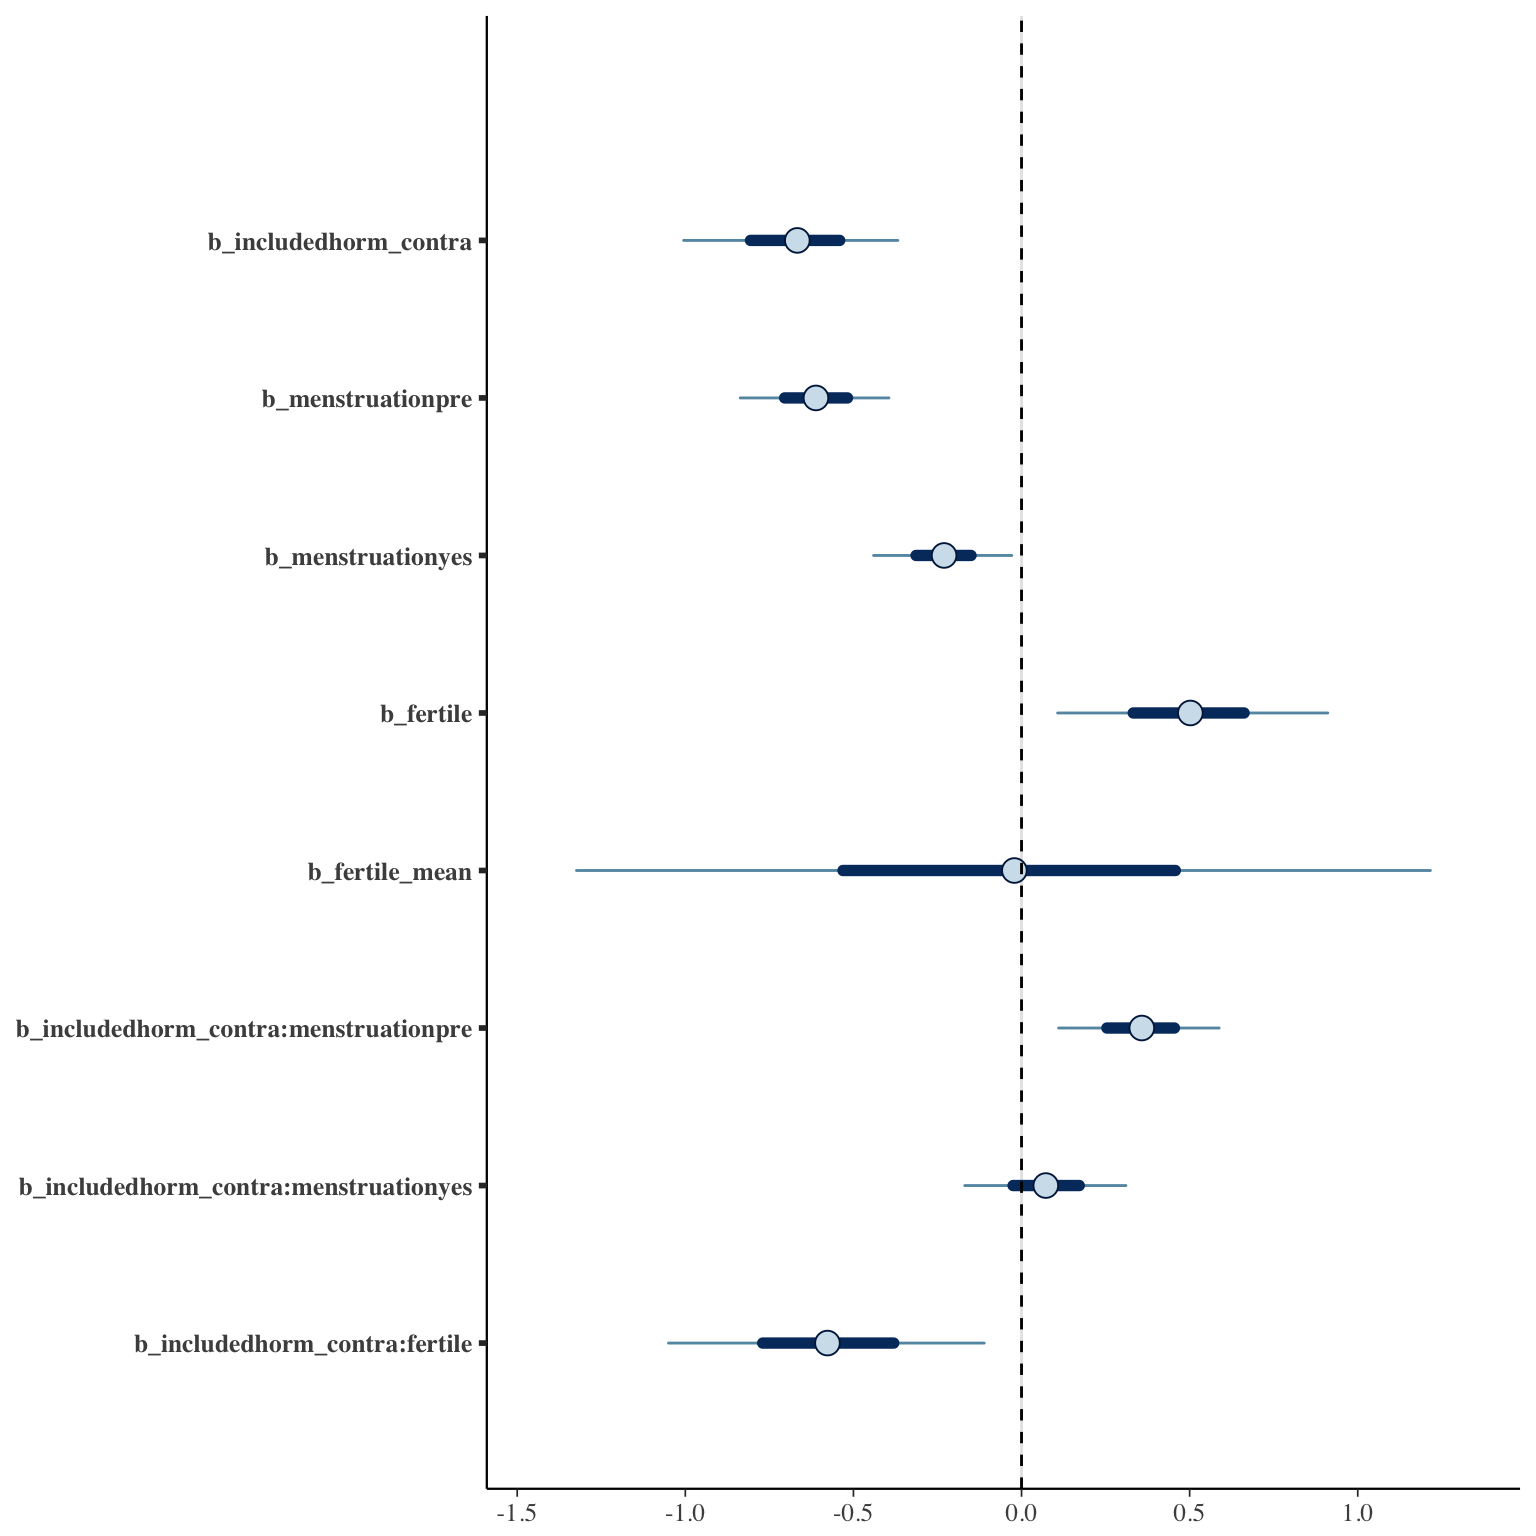 b_includedhorm_contra
b_menstruationpre
b_menstruationyes
b_fertile
b_fertile_mean
b_includedhorm_contra:menstruationpre
b_includedhorm_contra:menstruationyes
b_includedhorm_contra:fertile
-1.5 -1.0 -0.5 0.0 0.5 1.0